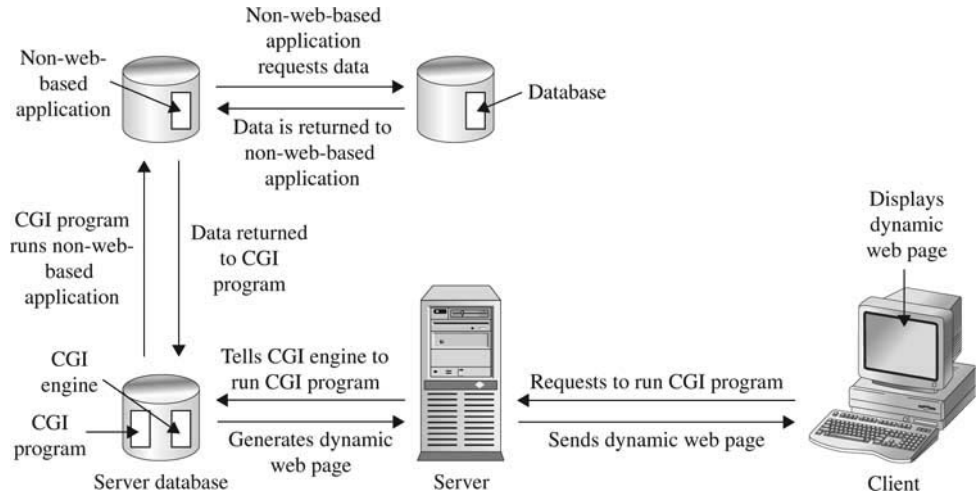 Non-web-based
application
requests data
Non-web-
based
application
Database
Data is returned to
non-web-based
application
CGI program
runs non-web-
based
application
Data returned
to CGI
program
Displays
dynamic
web page
CGI
engine
CGI
program
Tells CGI engine to
run CGI program
Generates dynamic
web page
Requests to run CGI program
Sends dynamic web page
Server database
Server
Client